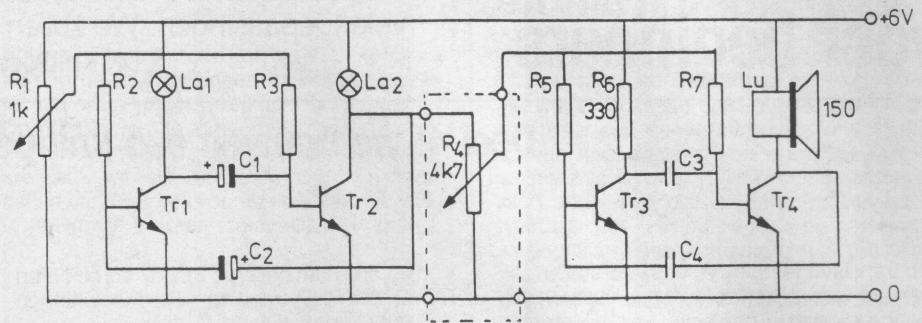 +6V
R1
1k
R2
La1
R3
La2
R4
4k7
R5
R6
330
R7
Lu
150
+
C1
Tr1
Tr2
+
C2
C3
Tr3
Tr4
C4
0